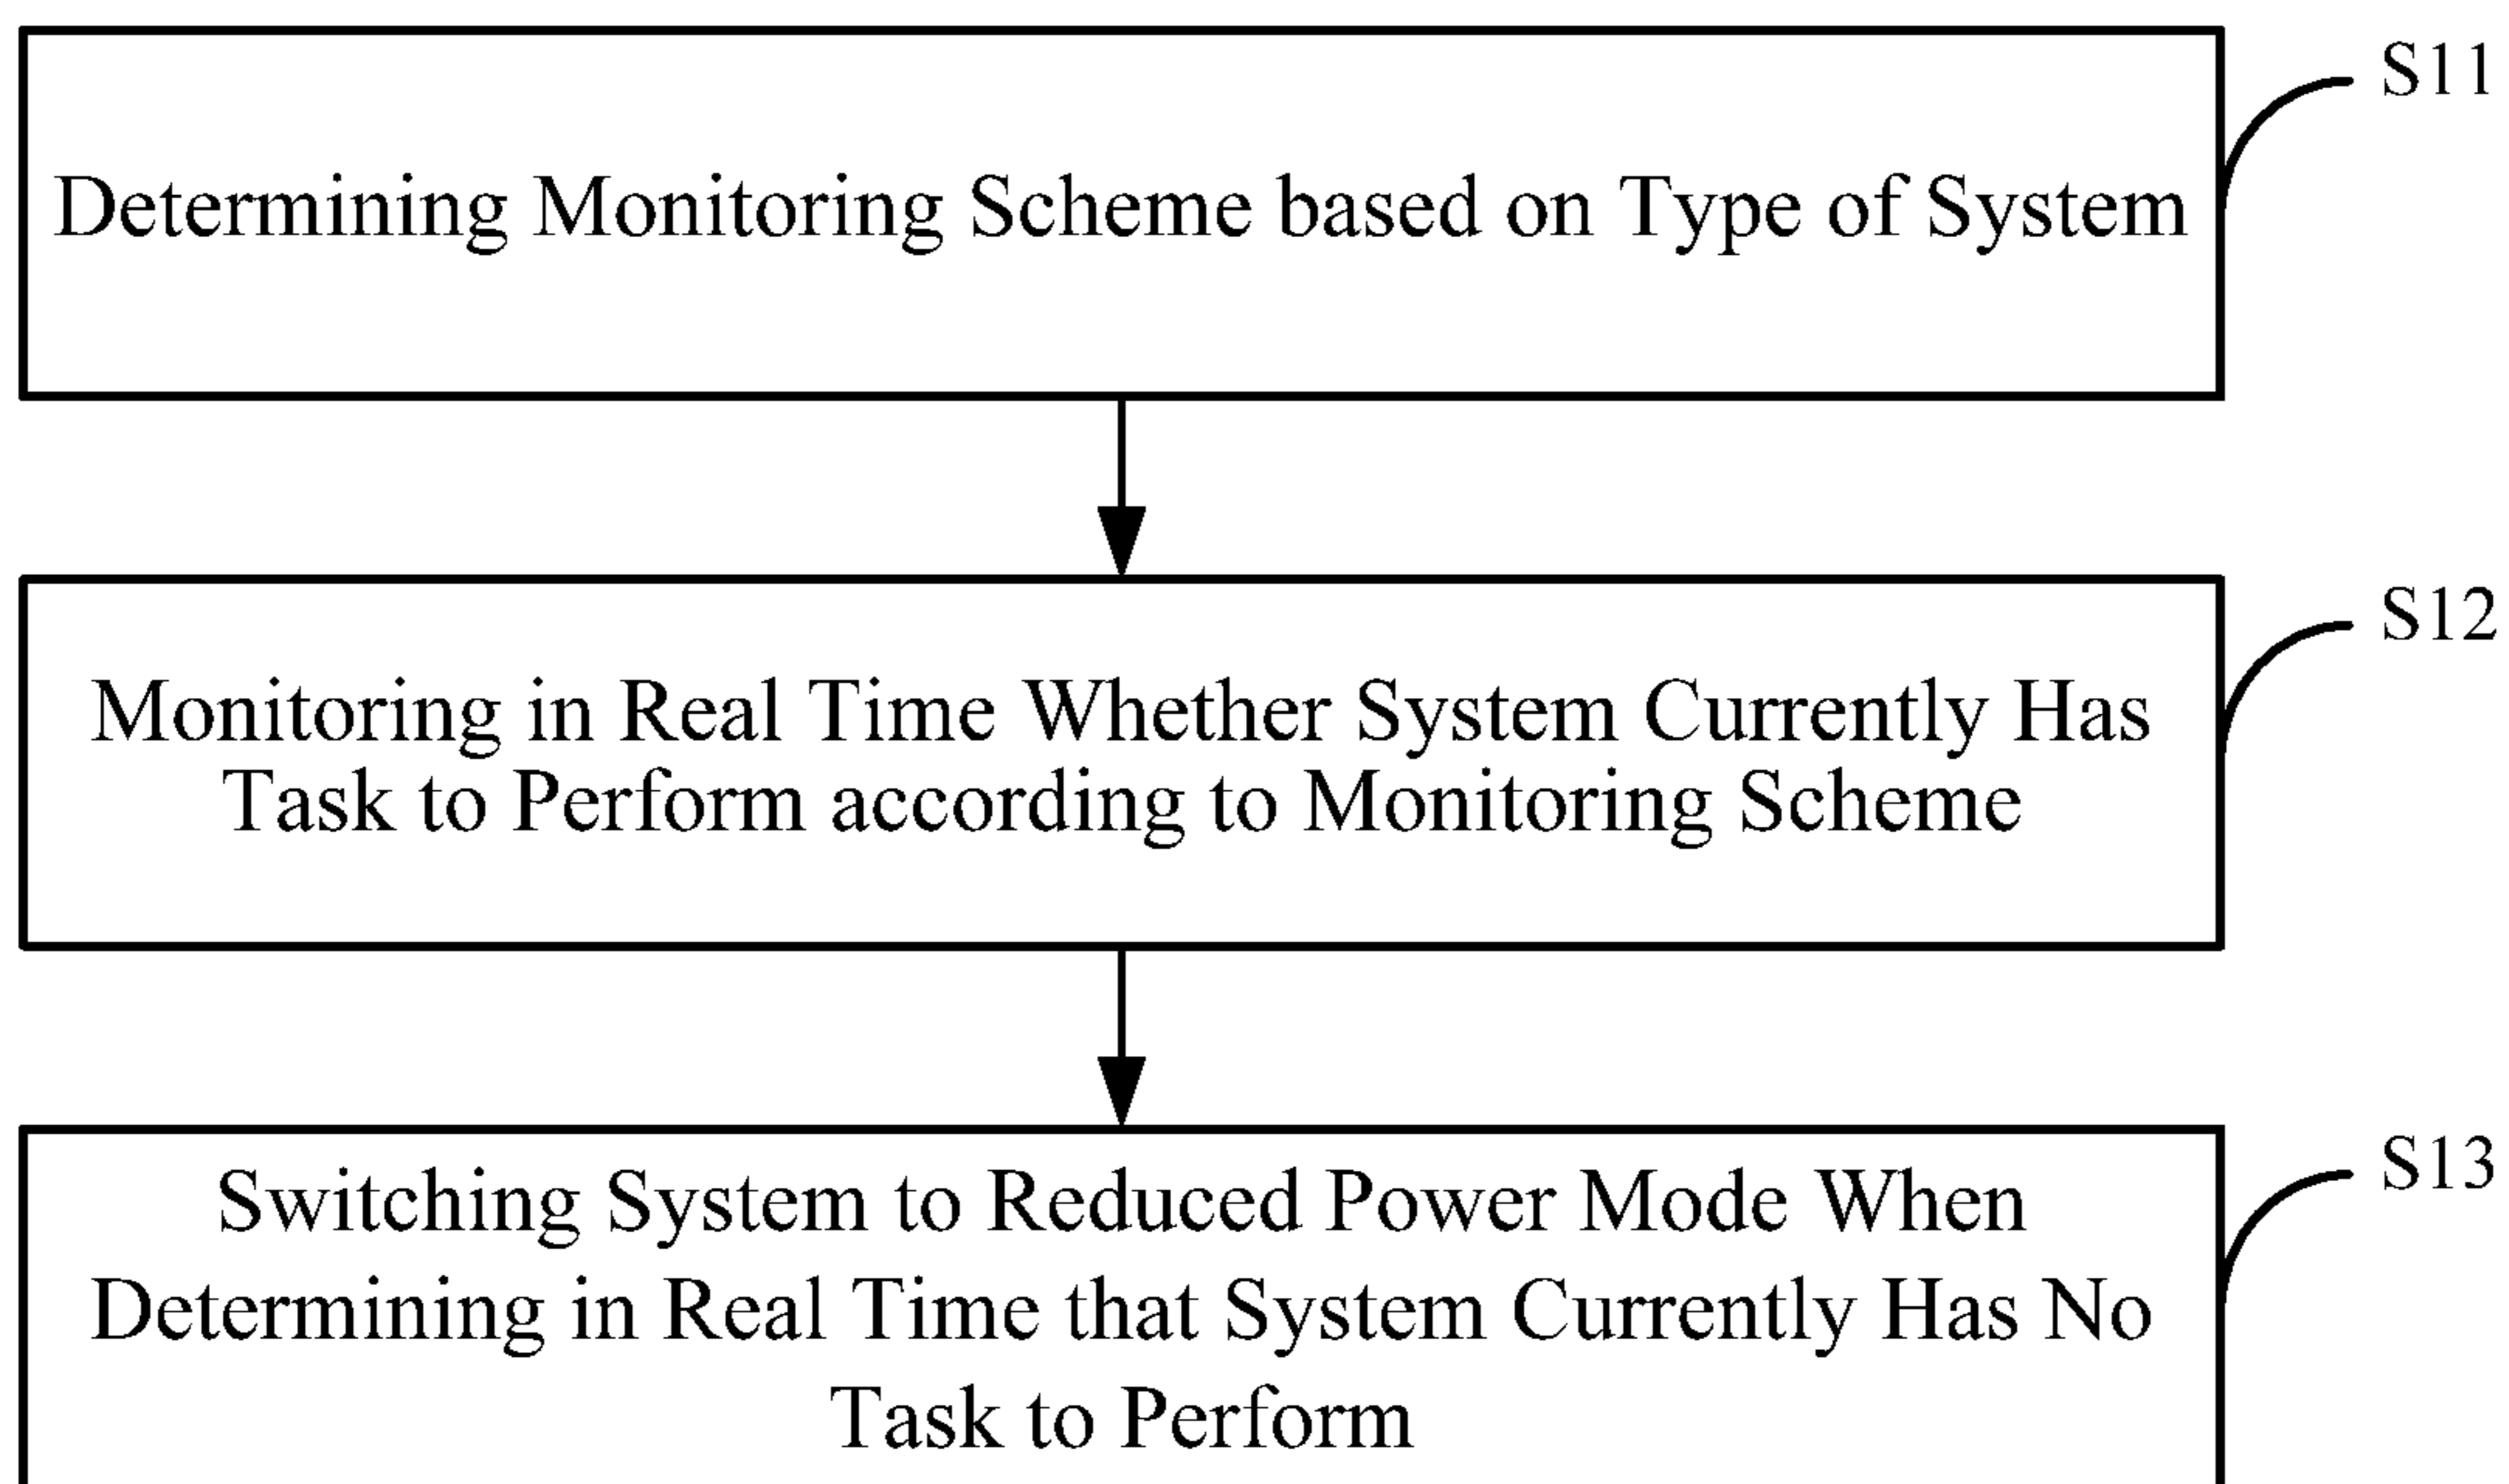 S11
Determining Monitoring Scheme based on Type of System
S12
Monitoring in Real Time Whether System Currently Has
Task to Perform according to Monitoring Scheme
S13
Switching System to Reduced Power Mode When
Determining in Real Time that System Currently Has No
Task to Perform